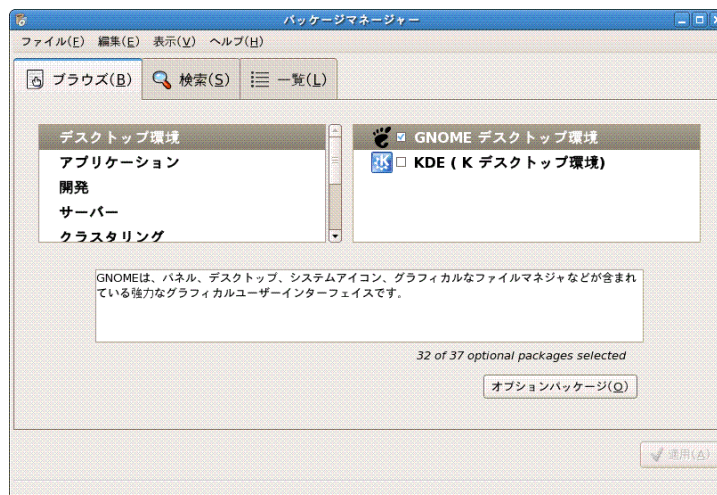 パッケージマネージャー
ファイル(F) 編集(E) 表示(V) ヘルプ(H)
ブラウズ(B) 検索(S) 一覧(L)
デスクトップ環境
アプリケーション
開発
サーバー
クラスタリング
GNOME デスクトップ環境
KDE ( K デスクトップ環境)
GNOMEは、パネル、デスクトップ、システムアイコン、グラフィカルなファイルマネジャなどが含まれ
ている強力なグラフィカルユーザーインターフェイスです。
32 of 37 optional packages selected
オプションパッケージ(O)
適用(A)